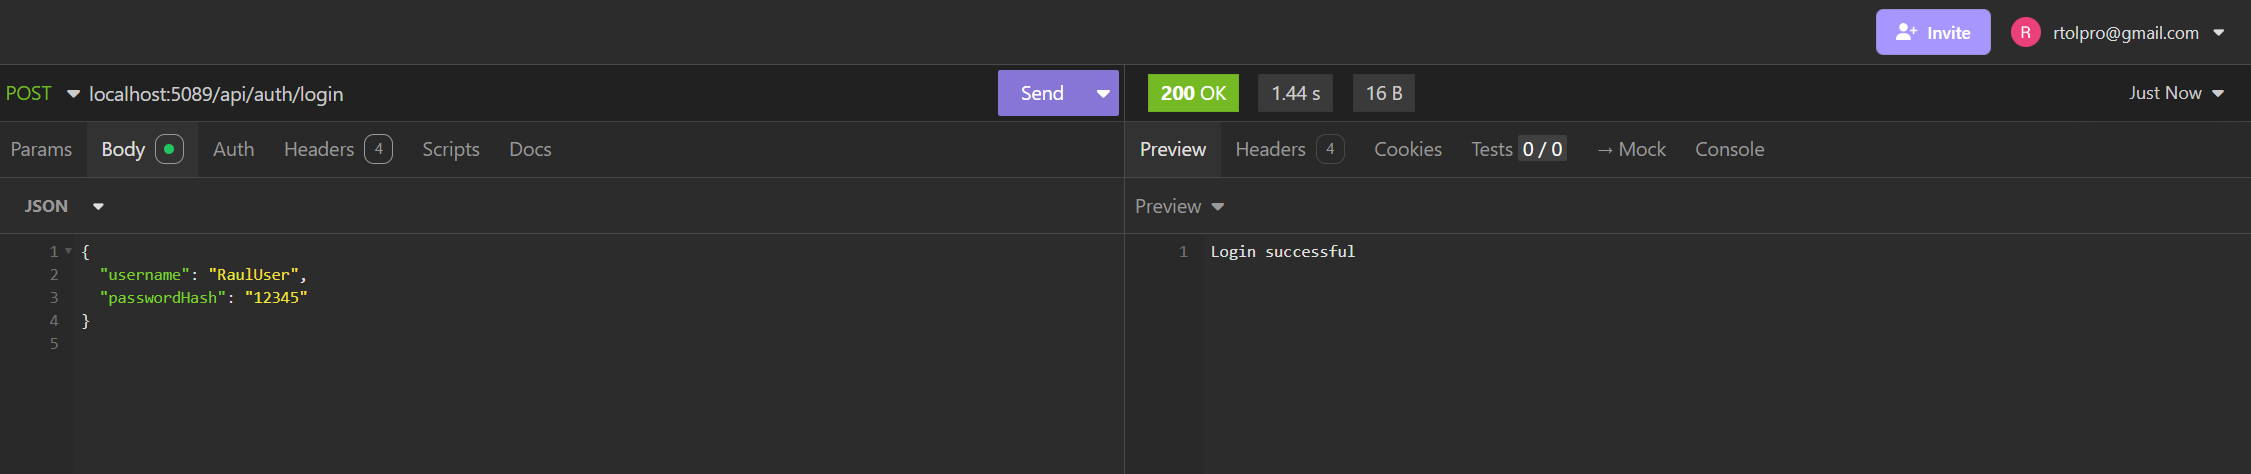 Invite R rtolpro@gmail.com
POST localhost:5089/api/auth/login Send 200 OK 1.44 s 16 B Just Now
Params Body Auth Headers 4 Scripts Docs Preview Headers 4 Cookies Tests 0 / 0 → Mock Console
JSON Preview
1 {
2 "username": "RaulUser",
3 "passwordHash": "12345"
4 }
5
1 Login successful